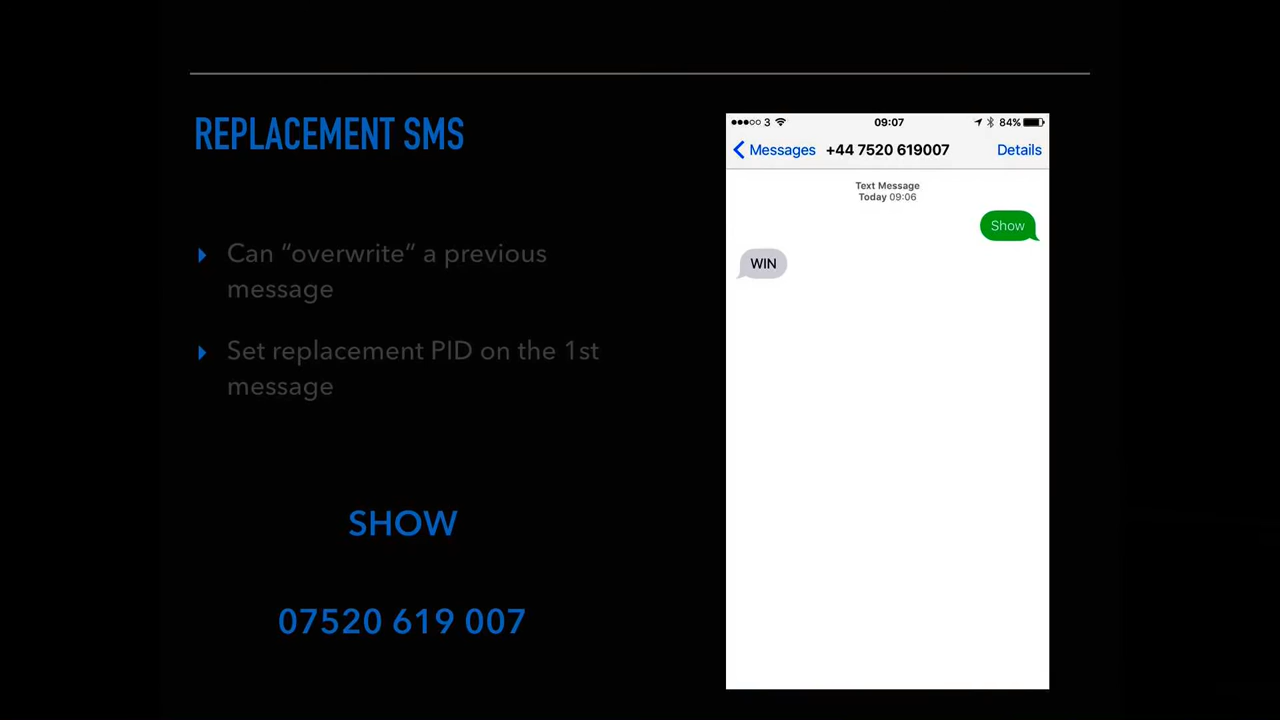 REPLACEMENT SMS
Can “overwrite” a previous
message
Set replacement PID on the 1st
message
SHOW
07520 619 007
3 09:07 84%
Messages +44 7520 619007 Details
Text Message
Today 09:06
Show
WIN